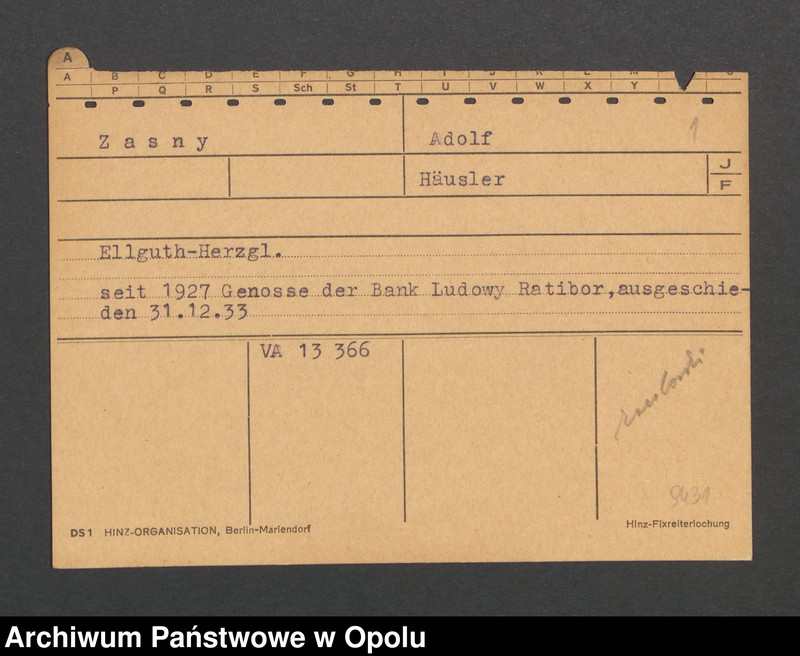 A
A B C D E F G H I J K L M
P Q R S Sch St T U V W X Y
Zasny Adolf 1
Häusler J
F
Ellguth-Herzgl.
seit 1927 Genosse der Bank Ludowy Ratibor,ausgeschie-
den 31.12.33
VA 13 366
9431
DS1 HINZ-ORGANISATION, Berlin-Mariendorf
Hinz-Fixreiterlochung
Archiwum Państwowe w Opolu